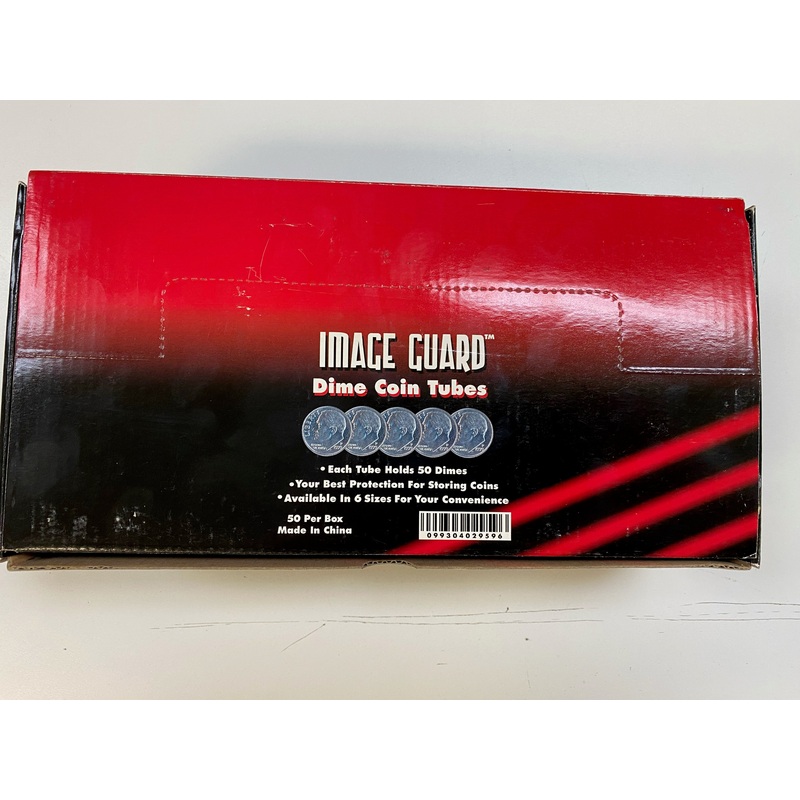 IMAGE GUARD™
Dime Coin Tubes
• Each Tube Holds 50 Dimes
• Your Best Protection For Storing Coins
• Available In 6 Sizes For Your Convenience
50 Per Box
Made In China
099304029596